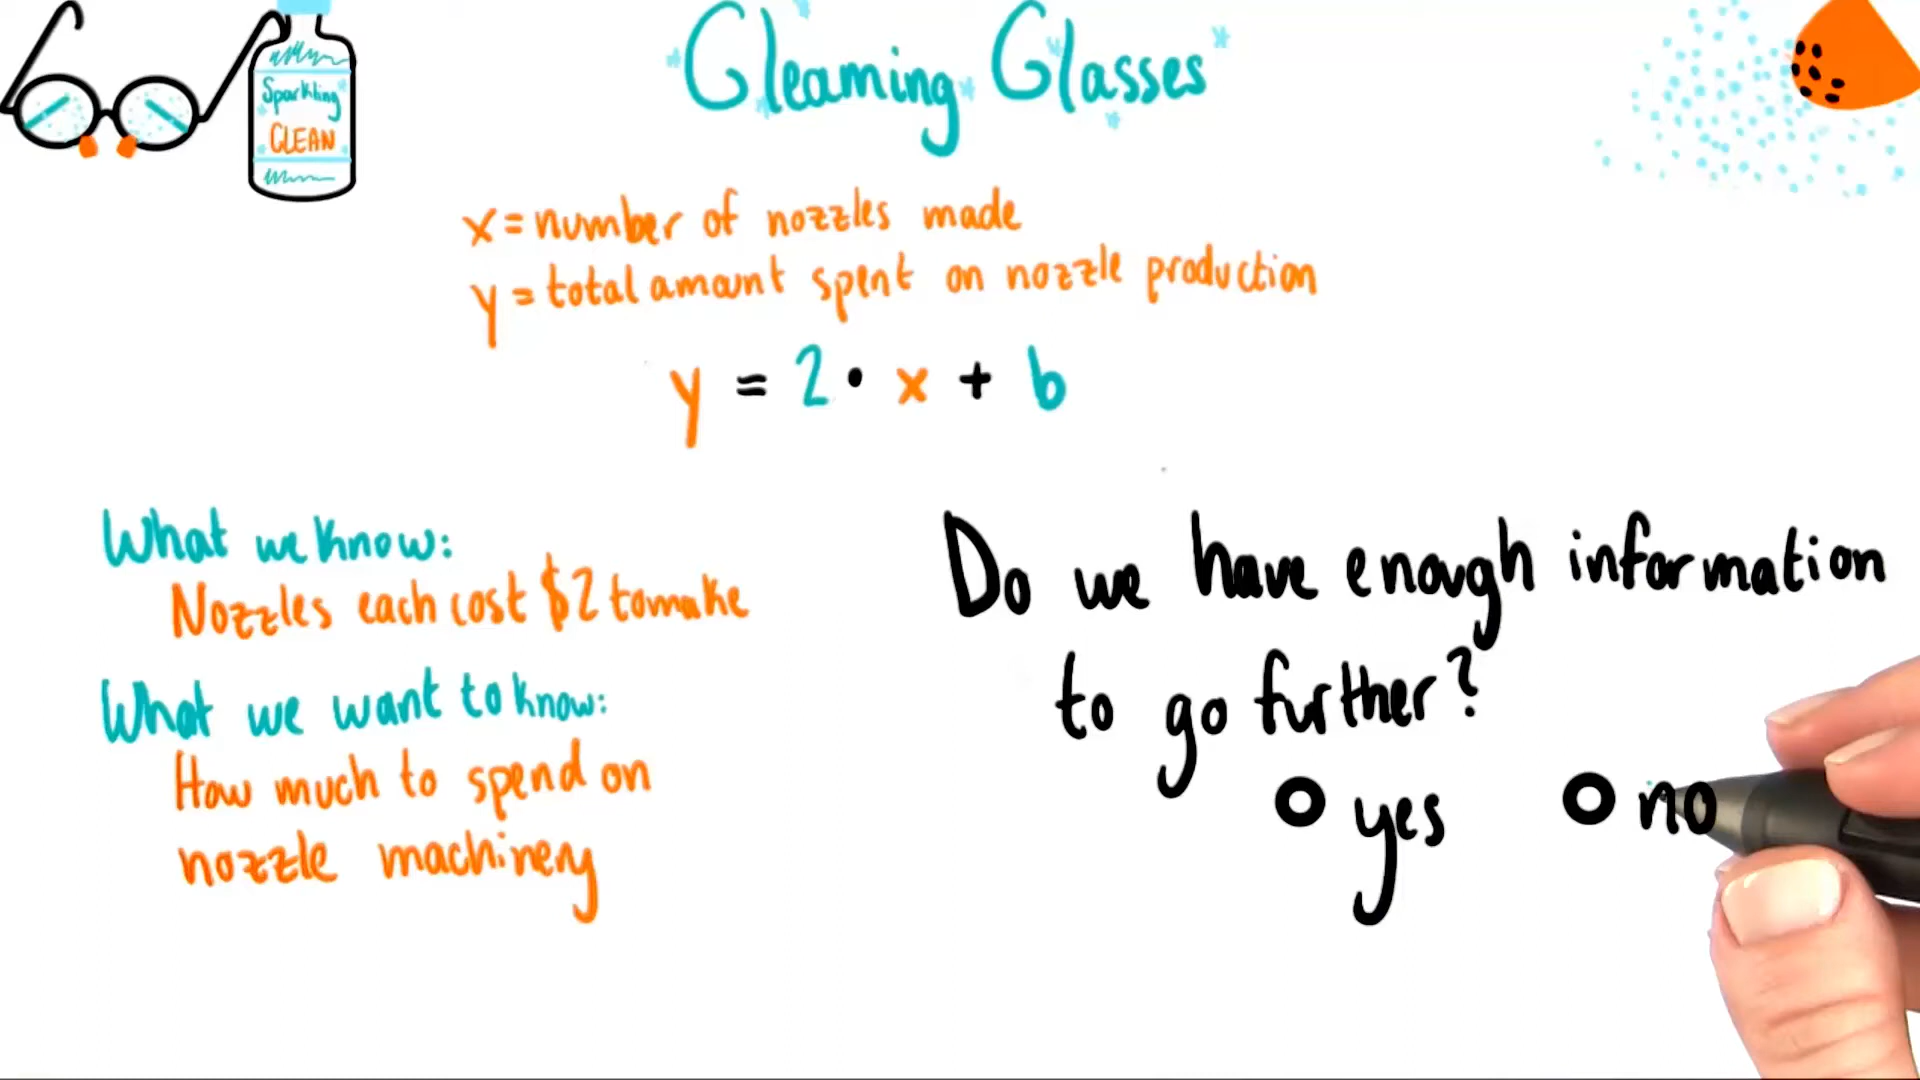 Gleaming Glasses
Sparkling
CLEAN
x = number of nozzles made
y = total amount spent on nozzle production
y = 2 · x + b
What we know:
Nozzles each cost $2 to make
What we want to know:
How much to spend on
nozzle machinery
Do we have enough information
to go further?
yes
no